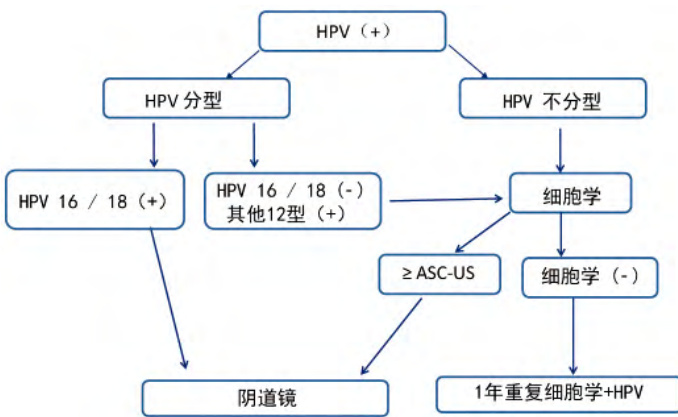 HPV（+）
HPV 分型
HPV 不分型
HPV 16 / 18（+）
HPV 16 / 18（-）
其他12型（+）
细胞学
≥ASC-US
细胞学（-）
阴道镜
1年重复细胞学+HPV